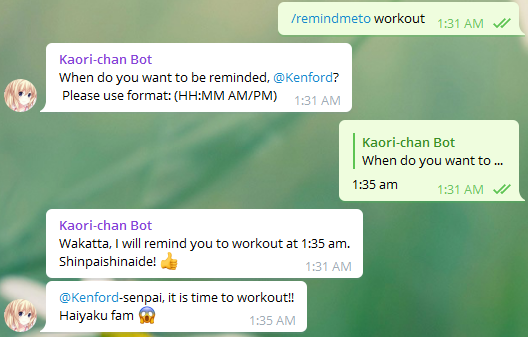 /remindmeto workout 1:31 AM
Kaori-chan Bot
When do you want to be reminded, @Kenford?
Please use format: (HH:MM AM/PM) 1:31 AM
Kaori-chan Bot
When do you want to ...
1:35 am 1:31 AM
Kaori-chan Bot
Wakatta, I will remind you to workout at 1:35 am.
Shinpaishinaide! 👍 1:31 AM
@Kenford-senpai, it is time to workout!!
Haiyaku fam 😱 1:35 AM